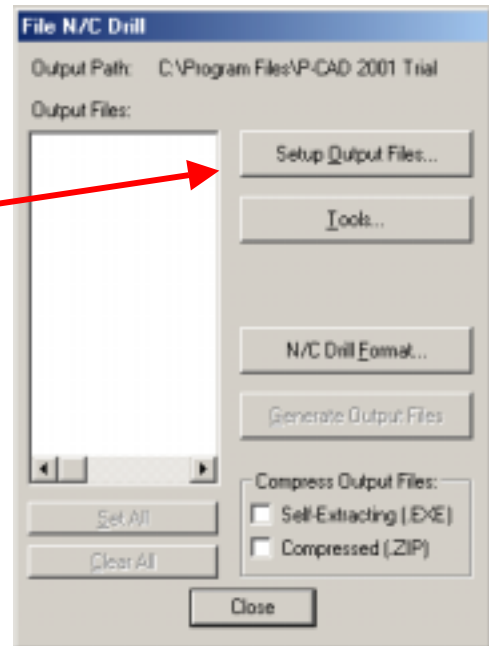 File N/C Drill
Output Path: C:\Program Files\P-CAD 2001 Trial
Output Files:
Setup Output Files...
Tools...
N/C Drill Format...
Generate Output Files
Set All
Clear All
Compress Output Files:
Self-Extracting (.EXE)
Compressed (.ZIP)
Close